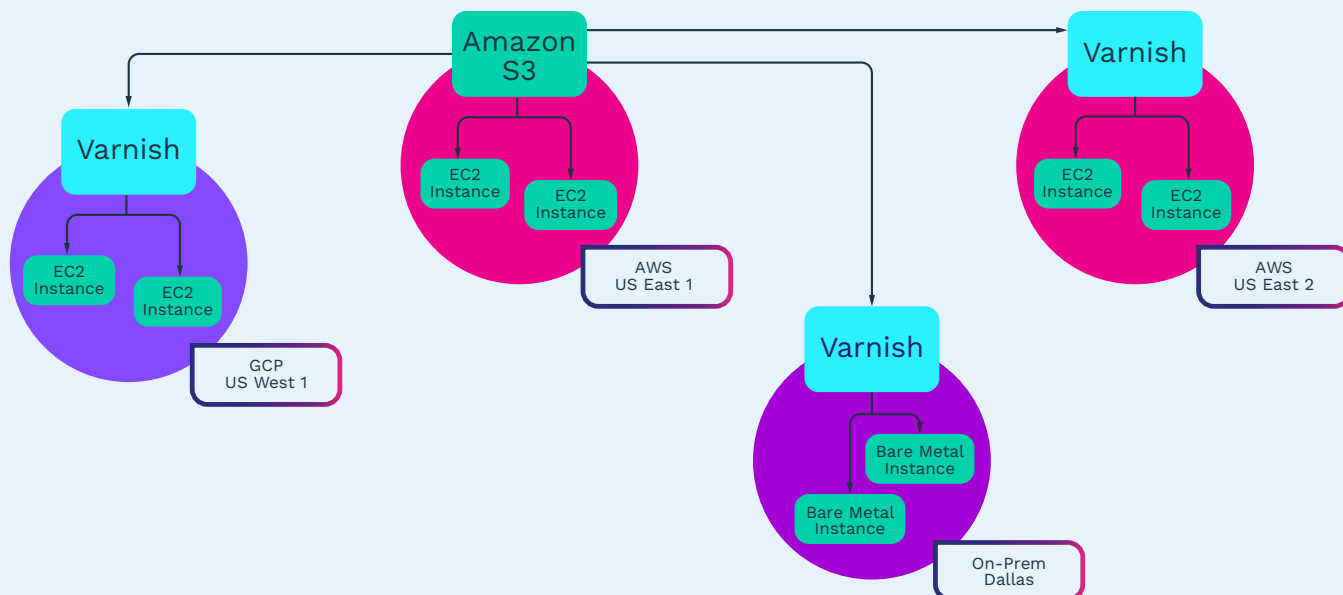 Amazon
S3
Varnish
Varnish
EC2
Instance
EC2
Instance
EC2
Instance
EC2
Instance
AWS
US East 1
AWS
US East 2
EC2
Instance
EC2
Instance
GCP
US West 1
Varnish
Bare Metal
Instance
Bare Metal
Instance
On-Prem
Dallas